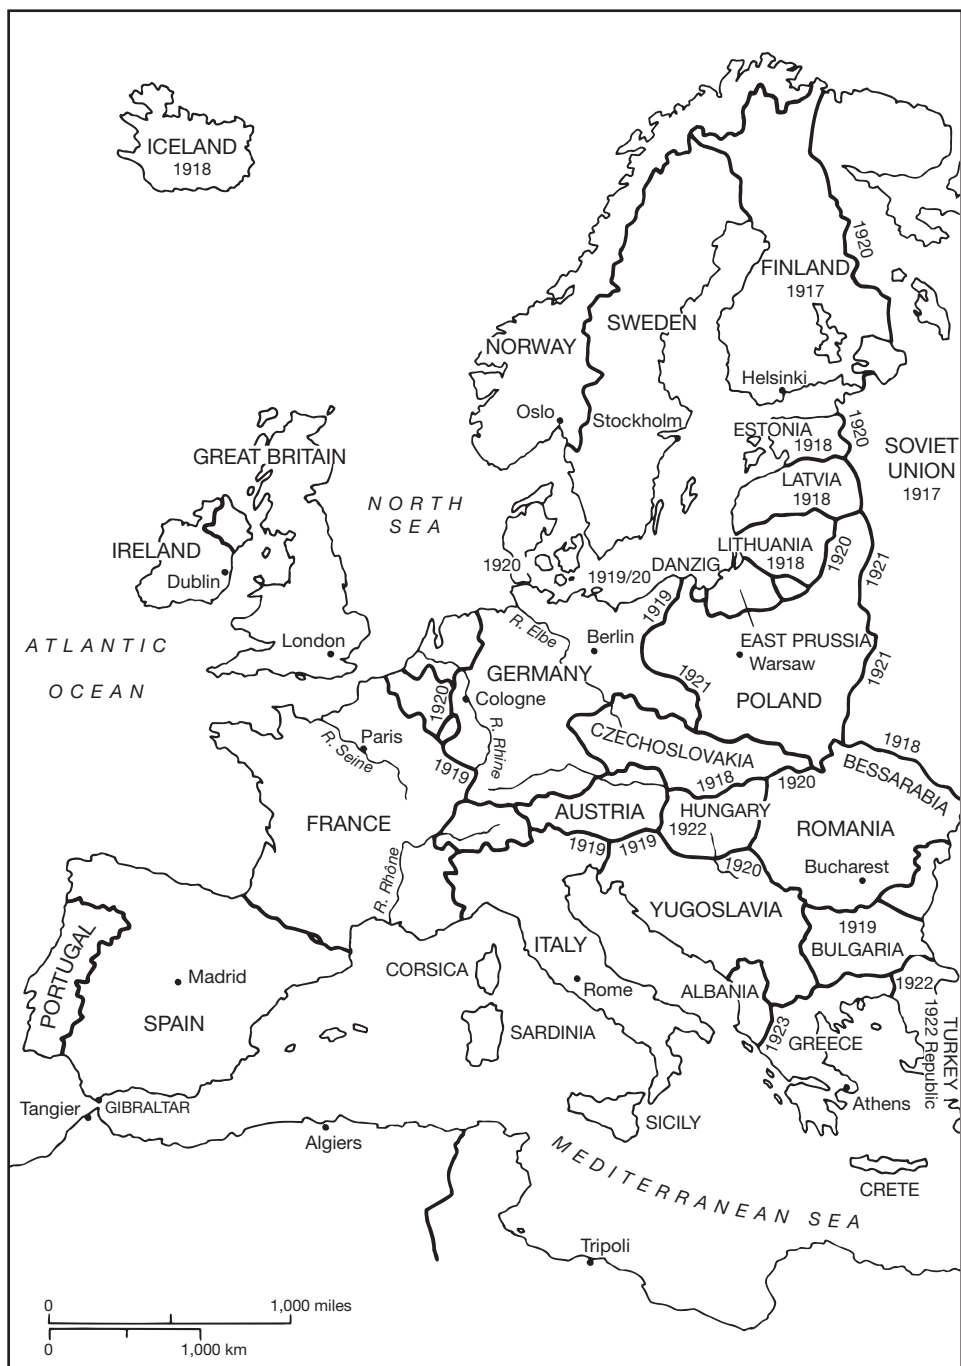 ICELAND
1918
1920
FINLAND
1917
SWEDEN
NORWAY
Helsinki
Oslo
Stockholm
1920
ESTONIA
1918
SOVIET
UNION
1917
GREAT BRITAIN
LATVIA
1918
NORTH
SEA
IRELAND
Dublin
LITHUANIA
1918
1920
1921
1920
1919/20
DANZIG
1919
ATLANTIC
OCEAN
London
R. Elbe
Berlin
EAST PRUSSIA
Warsaw
GERMANY
1921
1921
POLAND
1920
Cologne
R. Rhine
Paris
R. Seine
1919
CZECHOSLOVAKIA
1918
1918
BESSARABIA
1920
FRANCE
AUSTRIA
HUNGARY
1922
ROMANIA
1919
1919
1920
Bucharest
R. Rhône
YUGOSLAVIA
1919
BULGARIA
PORTUGAL
Madrid
SPAIN
CORSICA
ITALY
Rome
ALBANIA
1922
SARDINIA
1923
GREECE
1922 Republic
TURKEY
Athens
Tangier
GIBRALTAR
Algiers
SICILY
MEDITERRANEAN SEA
CRETE
Tripoli
0
1,000 miles
0
1,000 km